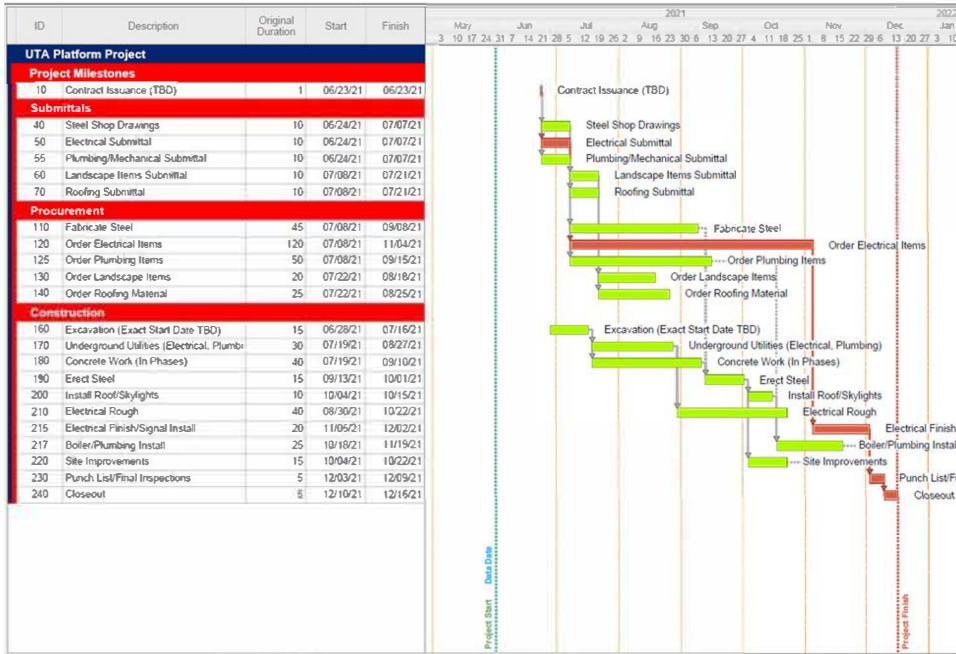 ID Description Original Duration Start Finish
2021 2022
May Jun Jul Aug Sep Oct Nov Dec Jan
3 10 17 24 31 7 14 21 28 5 12 19 26 2 9 16 23 30 6 13 20 27 4 11 18 25 1 8 15 22 29 6 13 20 27 3 10
UTA Platform Project
Project Milestones
10 Contract Issuance (TBD) 1 06/23/21 06/23/21 Contract Issuance (TBD)
Submittals
40 Steel Shop Drawings 10 06/24/21 07/07/21 Steel Shop Drawings
50 Electrical Submittal 10 06/24/21 07/07/21 Electrical Submittal
55 Plumbing/Mechanical Submittal 10 06/24/21 07/07/21 Plumbing/Mechanical Submittal
60 Landscape Items Submittal 10 07/08/21 07/21/21 Landscape Items Submittal
70 Roofing Submittal 10 07/08/21 07/21/21 Roofing Submittal
Procurement
110 Fabricate Steel 45 07/08/21 09/08/21 Fabricate Steel
120 Order Electrical Items 120 07/08/21 11/04/21 Order Electrical Items
125 Order Plumbing Items 50 07/08/21 09/15/21 Order Plumbing Items
130 Order Landscape Items 20 07/22/21 08/18/21 Order Landscape Items
140 Order Roofing Material 25 07/22/21 08/25/21 Order Roofing Material
Construction
160 Excavation (Exact Start Date TBD) 15 06/28/21 07/16/21 Excavation (Exact Start Date TBD)
170 Underground Utilities (Electrical, Plumbi 30 07/19/21 08/27/21 Underground Utilities (Electrical, Plumbing)
180 Concrete Work (In Phases) 40 07/19/21 09/10/21 Concrete Work (In Phases)
190 Erect Steel 15 09/13/21 10/01/21 Erect Steel
200 Install Roof/Skylights 10 10/04/21 10/15/21 Install Roof/Skylights
210 Electrical Rough 40 08/30/21 10/22/21 Electrical Rough
215 Electrical Finish/Signal Install 20 11/05/21 12/02/21 Electrical Finish
217 Boiler/Plumbing Install 25 10/18/21 11/19/21 Boiler/Plumbing Instal
220 Site Improvements 15 10/04/21 10/22/21 Site Improvements
230 Punch List/Final Inspections 5 12/03/21 12/09/21 Punch List/F
240 Closeout 5 12/10/21 12/16/21 Closeout
Project Start
Data Date
Project Finish